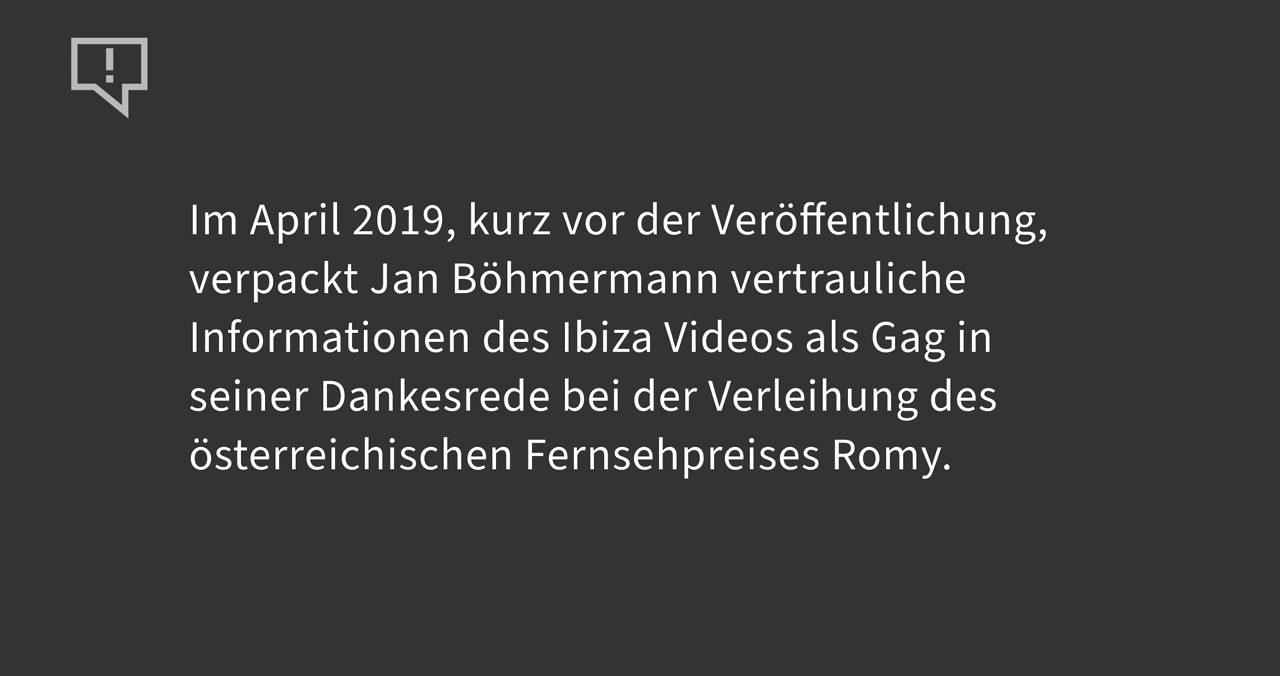 Im April 2019, kurz vor der Veröffentlichung,
verpackt Jan Böhmermann vertrauliche
Informationen des Ibiza Videos als Gag in
seiner Dankesrede bei der Verleihung des
österreichischen Fernsehpreises Romy.